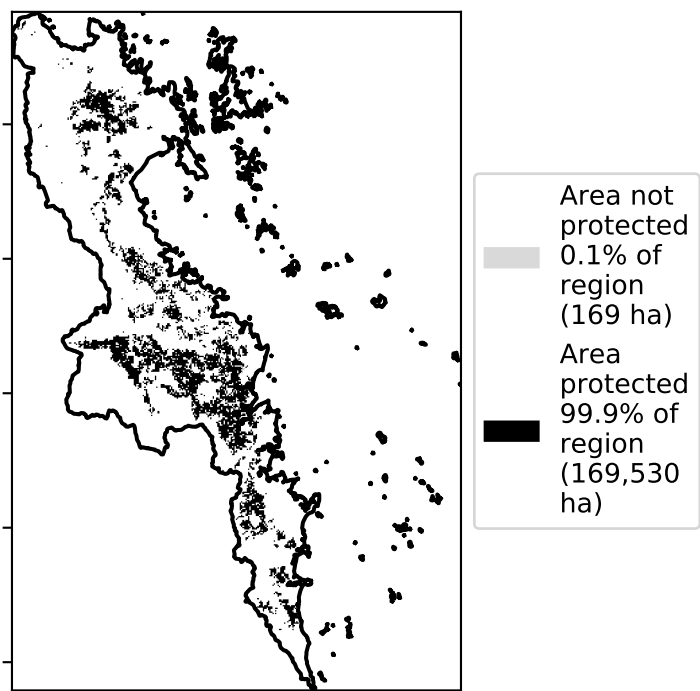 Area not
protected
0.1% of
region
(169 ha)
Area
protected
99.9% of
region
(169,530
ha)